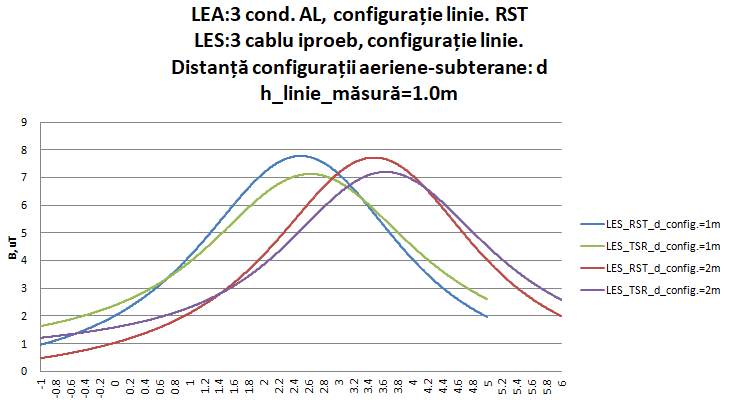 LEA:3 cond. AL, configurație linie. RST
LES:3 cablu iproeb, configurație linie.
Distanță configurații aeriene-subterane: d
h_linie_măsură=1.0m
9
8
7
6
5
4
3
2
1
0
B, uT
-1 -0.8 -0.6 -0.4 -0.2 0 0.2 0.4 0.6 0.8 1 1.2 1.4 1.6 1.8 2 2.2 2.4 2.6 2.8 3 3.2 3.4 3.6 3.8 4 4.2 4.4 4.6 4.8 5 5.2 5.4 5.6 5.8 6
LES_RST_d_config.=1m
LES_TSR_d_config.=1m
LES_RST_d_config.=2m
LES_TSR_d_config.=2m